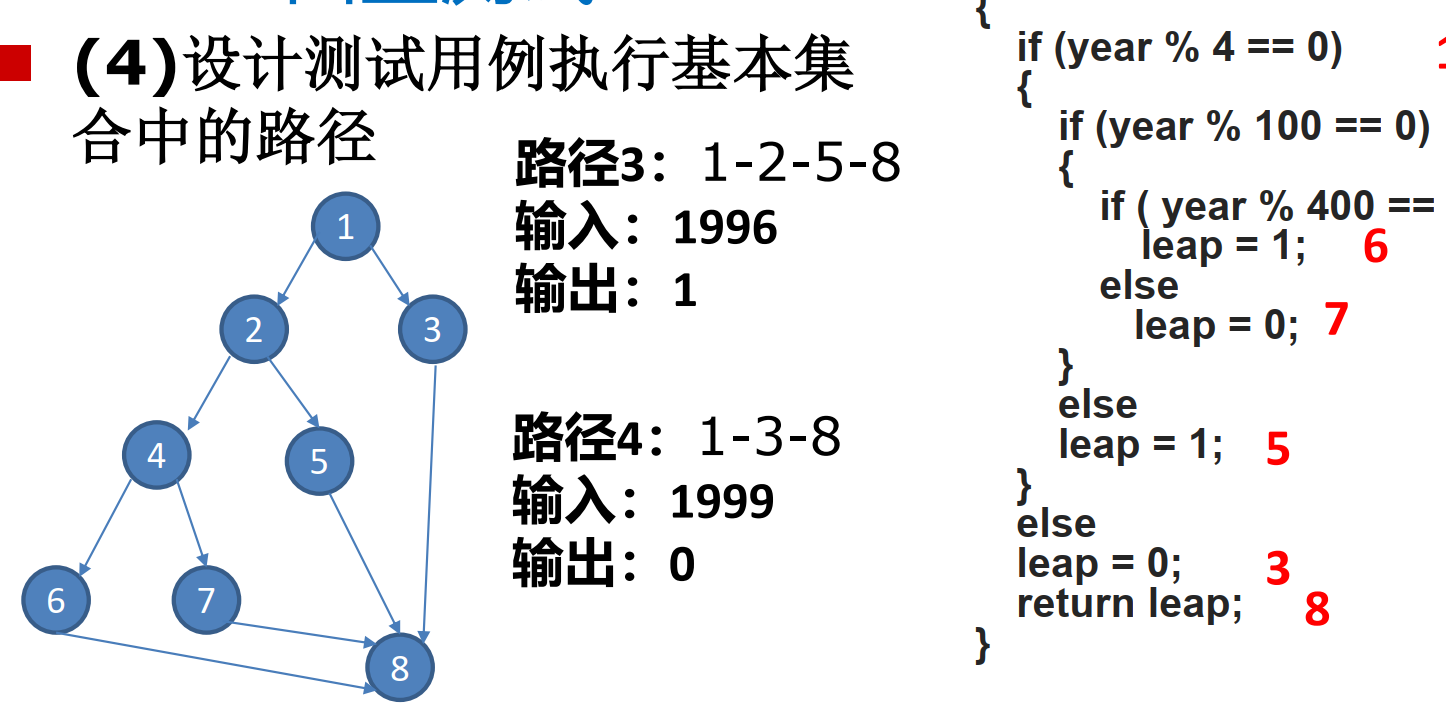 (4)设计测试用例执行基本集
合中的路径
1
2
3
4
5
6
7
8
路径3：1-2-5-8
输入：1996
输出：1
路径4：1-3-8
输入：1999
输出：0
{
if (year % 4 == 0)
{
if (year % 100 == 0)
{
if ( year % 400 ==
leap = 1; 6
else
leap = 0; 7
}
else
leap = 1; 5
}
else
leap = 0; 3
return leap; 8
}